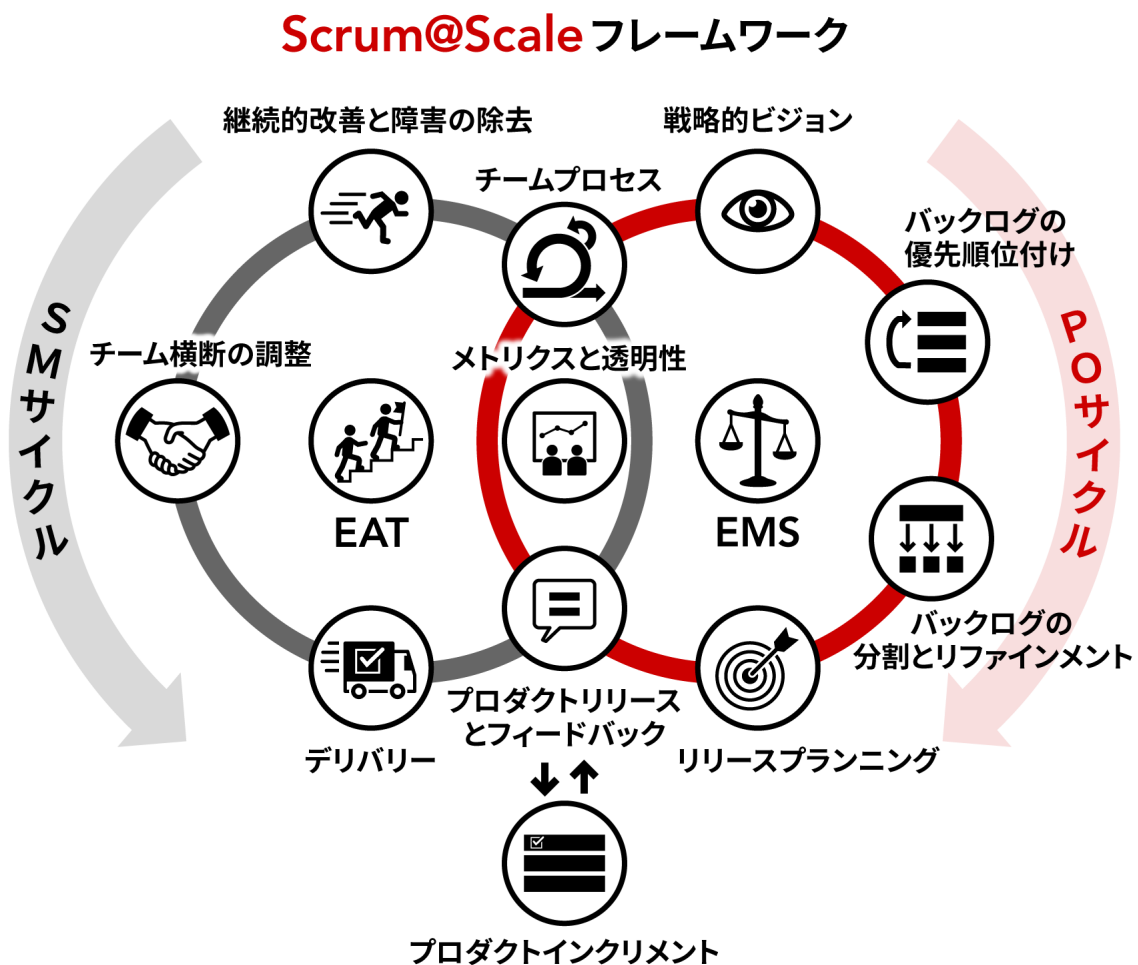 Scrum@Scale フレームワーク
継続的改善と障害の除去
戦略的ビジョン
チームプロセス
バックログの
優先順位付け
SMサイクル
POサイクル
チーム横断の調整
メトリクスと透明性
EAT
EMS
バックログの
分割とリファインメント
プロダクトリリース
とフィードバック
デリバリー
リリースプランニング
プロダクトインクリメント